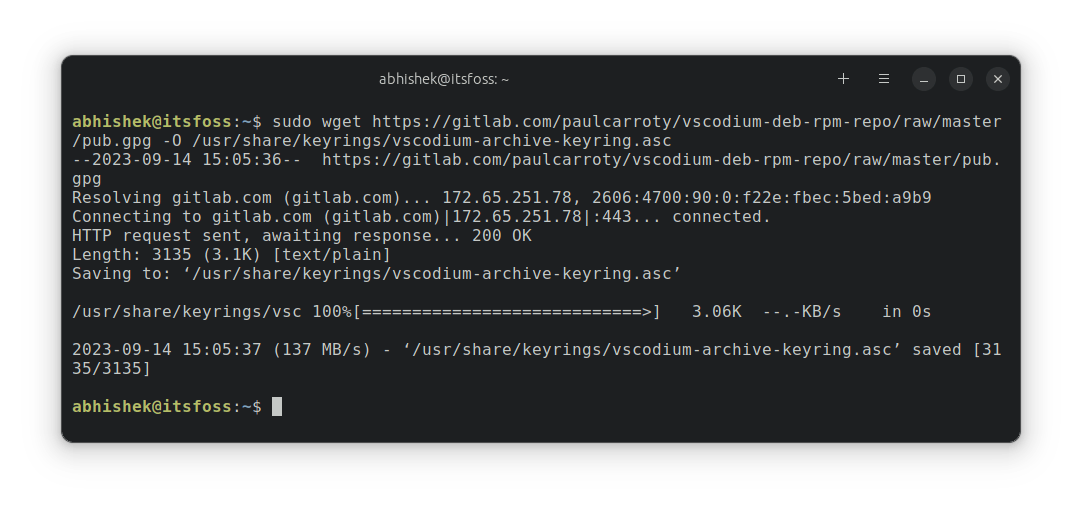 abhishek@itsfoss: ~
abhishek@itsfoss:~$ sudo wget https://gitlab.com/paulcarroty/vscodium-deb-rpm-repo/raw/master
/pub.gpg -O /usr/share/keyrings/vscodium-archive-keyring.asc
--2023-09-14 15:05:36--  https://gitlab.com/paulcarroty/vscodium-deb-rpm-repo/raw/master/pub.
gpg
Resolving gitlab.com (gitlab.com)... 172.65.251.78, 2606:4700:90:0:f22e:fbec:5bed:a9b9
Connecting to gitlab.com (gitlab.com)|172.65.251.78|:443... connected.
HTTP request sent, awaiting response... 200 OK
Length: 3135 (3.1K) [text/plain]
Saving to: ‘/usr/share/keyrings/vscodium-archive-keyring.asc’
/usr/share/keyrings/vsc 100%[============================>]   3.06K  --.-KB/s    in 0s
2023-09-14 15:05:37 (137 MB/s) - ‘/usr/share/keyrings/vscodium-archive-keyring.asc’ saved [31
35/3135]
abhishek@itsfoss:~$